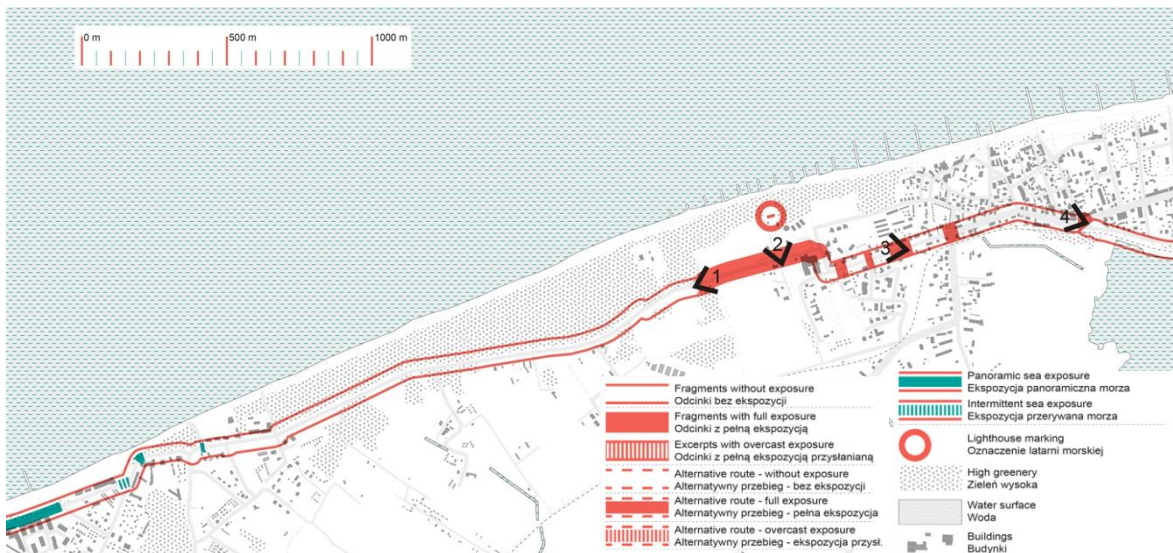 0 m 500 m 1000 m
1
2
3
4
Fragments without exposure
Odcinki bez ekspozycji
Fragments with full exposure
Odcinki z pełną ekspozycją
Excerpts with overcast exposure
Odcinki z pełną ekspozycją przysłanianą
Alternative route - without exposure
Alternatywny przebieg - bez ekspozycji
Alternative route - full exposure
Alternatywny przebieg - pełna ekspozycja
Alternative route - overcast exposure
Alternatywny przebieg - ekspozycja przysł.
Panoramic sea exposure
Ekspozycja panoramiczna morza
Intermittent sea exposure
Ekspozycja przerywana morza
Lighthouse marking
Oznaczenie latarni morskiej
High greenery
Zieleń wysoka
Water surface
Woda
Buildings
Budynki